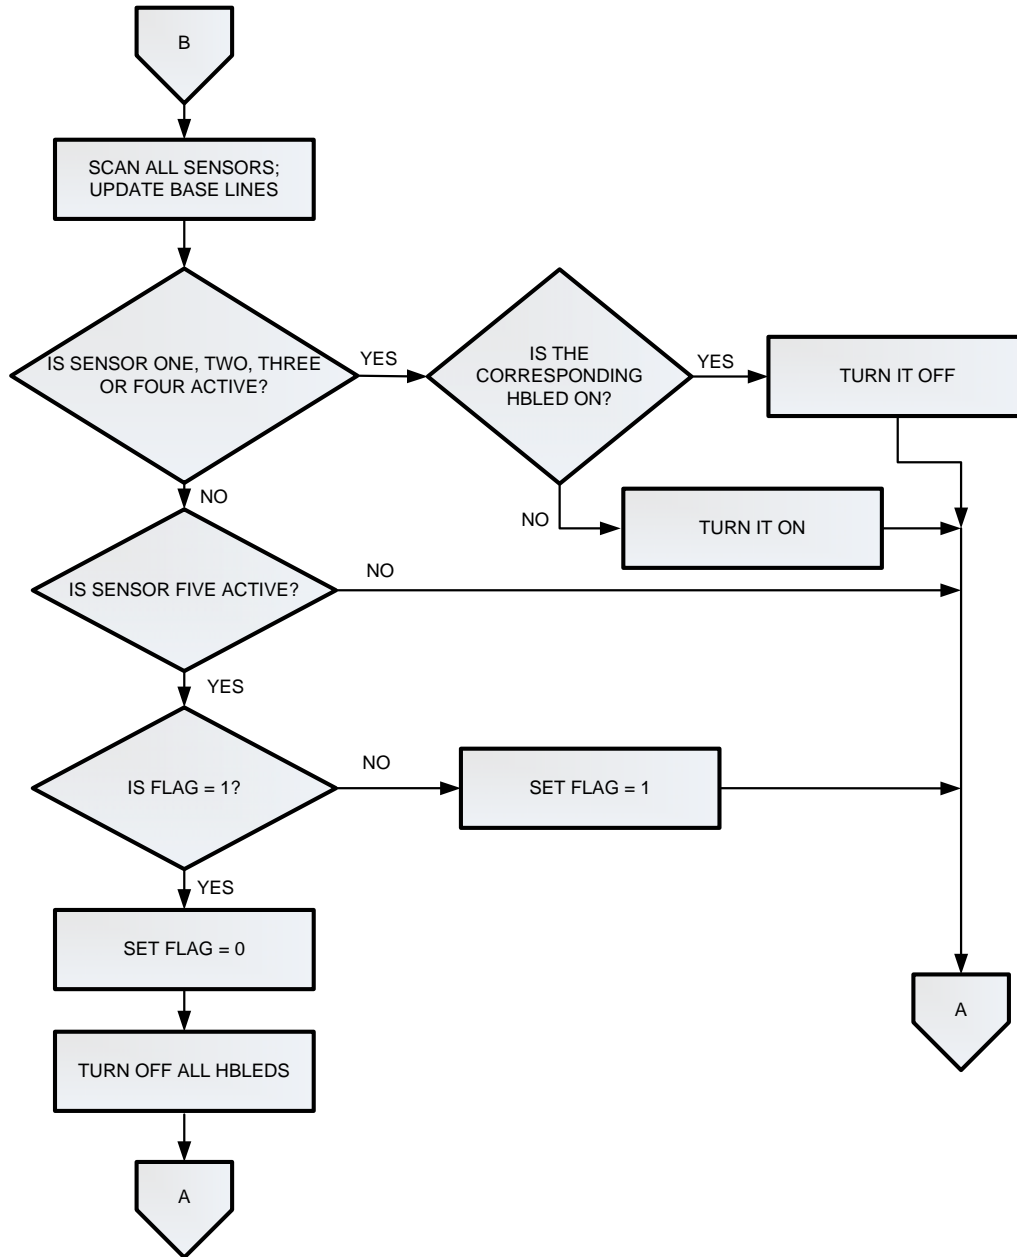 B
SCAN ALL SENSORS;
UPDATE BASE LINES
IS SENSOR ONE, TWO, THREE
OR FOUR ACTIVE?
YES
IS THE
CORRESPONDING
HBLED ON?
YES
TURN IT OFF
NO
NO
TURN IT ON
IS SENSOR FIVE ACTIVE?
NO
YES
IS FLAG = 1?
NO
SET FLAG = 1
YES
SET FLAG = 0
TURN OFF ALL HBLEDS
A
A